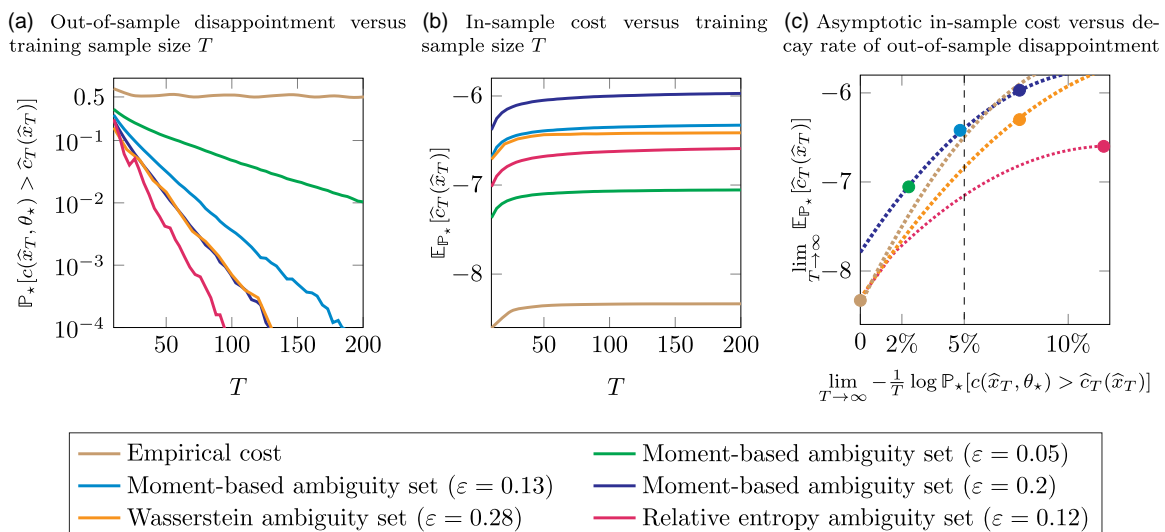 (a) Out-of-sample disappointment versus
training sample size T
(b) In-sample cost versus training
sample size T
(c) Asymptotic in-sample cost versus de-
cay rate of out-of-sample disappointment
ℙ⋆[c(x̂_T, θ⋆) > ĉ_T(x̂_T)]
0.5
10⁻¹
10⁻²
10⁻³
10⁻⁴
50
100
150
200
T
𝔼_ℙ⋆[ĉ_T(x̂_T)]
−6
−7
−8
50
100
150
200
T
lim_{T→∞} 𝔼_ℙ⋆[ĉ_T(x̂_T)]
−6
−7
−8
0
2%
5%
10%
lim_{T→∞} −1/T log ℙ⋆[c(x̂_T, θ⋆) > ĉ_T(x̂_T)]
Empirical cost
Moment-based ambiguity set (ε = 0.05)
Moment-based ambiguity set (ε = 0.13)
Moment-based ambiguity set (ε = 0.2)
Wasserstein ambiguity set (ε = 0.28)
Relative entropy ambiguity set (ε = 0.12)